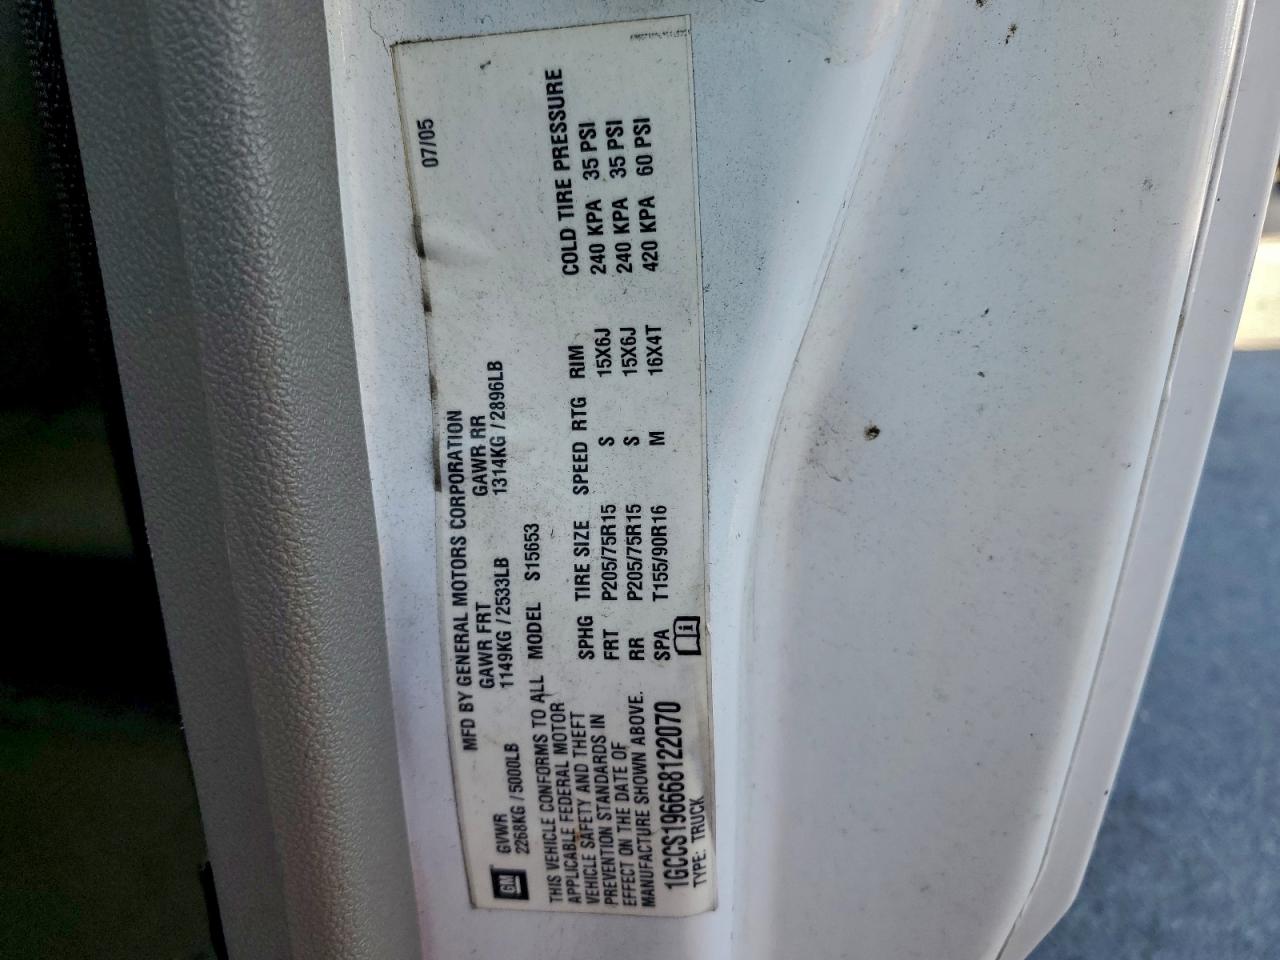 07/05
MFD BY GENERAL MOTORS CORPORATION
GM GVWR GAWR FRT GAWR RR
2268KG / 5000LB 1149KG / 2533LB 1314KG / 2896LB
THIS VEHICLE CONFORMS TO ALL
APPLICABLE FEDERAL MOTOR
VEHICLE SAFETY AND THEFT
PREVENTION STANDARDS IN
EFFECT ON THE DATE OF
MANUFACTURE SHOWN ABOVE.
1GCCS196668122070
TYPE: TRUCK
MODEL S15653
COLD TIRE PRESSURE
SPHG TIRE SIZE SPEED RTG RIM
FRT P205/75R15 S 15X6J 240 KPA 35 PSI
RR P205/75R15 S 15X6J 240 KPA 35 PSI
SPA T155/90R16 M 16X4T 420 KPA 60 PSI